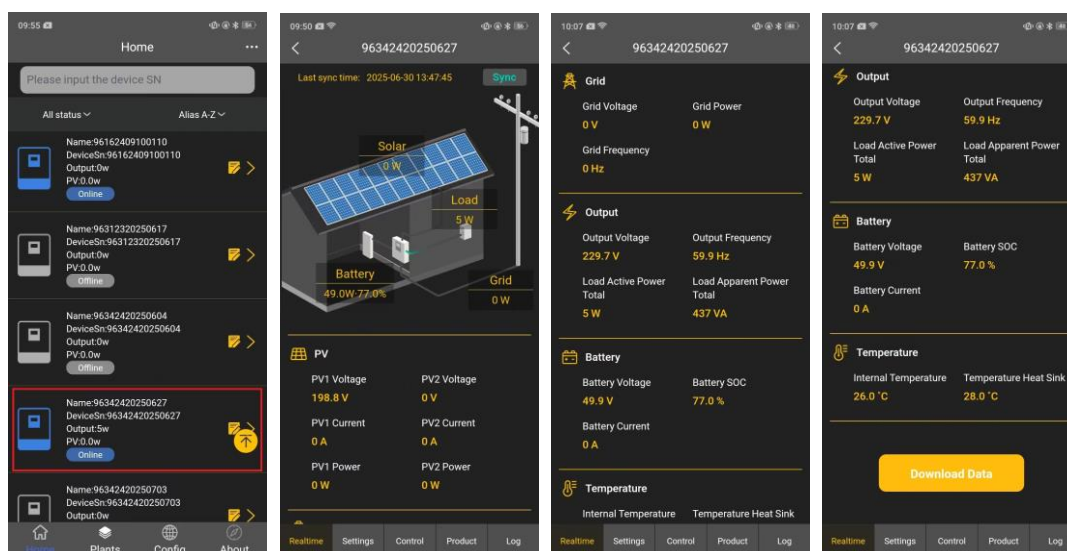 09:55
Home
Please input the device SN
All status
Alias A-Z
Name:96162409100110
DeviceSn:96162409100110
Output:0w
PV:0.0w
Online
Name:96312320250617
DeviceSn:96312320250617
Output:0w
PV:0.0w
Offline
Name:96342420250604
DeviceSn:96342420250604
Output:0w
PV:0.0w
Offline
Name:96342420250627
DeviceSn:96342420250627
Output:5w
PV:0.0w
Online
Name:96342420250703
DeviceSn:96342420250703
Output:0w
Home Plants Config About
09:50
96342420250627
Last sync time: 2025-06-30 13:47:45
Sync
Solar
0 W
Load
5 W
Battery
49.0W-77.0%
Grid
0 W
PV
PV1 Voltage PV2 Voltage
198.8 V 0 V
PV1 Current PV2 Current
0 A 0 A
PV1 Power PV2 Power
0 W 0 W
Realtime Settings Control Product Log
10:07
96342420250627
Grid
Grid Voltage Grid Power
0 V 0 W
Grid Frequency
0 Hz
Output
Output Voltage Output Frequency
229.7 V 59.9 Hz
Load Active Power Load Apparent Power
Total Total
5 W 437 VA
Battery
Battery Voltage Battery SOC
49.9 V 77.0 %
Battery Current
0 A
Temperature
Internal Temperature Temperature Heat Sink
Realtime Settings Control Product Log
10:07
96342420250627
Output
Output Voltage Output Frequency
229.7 V 59.9 Hz
Load Active Power Load Apparent Power
Total Total
5 W 437 VA
Battery
Battery Voltage Battery SOC
49.9 V 77.0 %
Battery Current
0 A
Temperature
Internal Temperature Temperature Heat Sink
26.0 °C 28.0 °C
Download Data
Realtime Settings Control Product Log